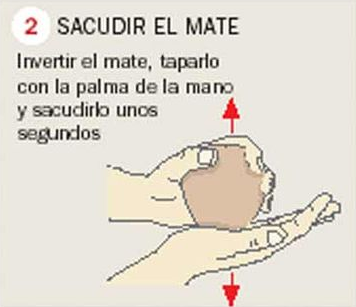 2 SACUDIR EL MATE
Invertir el mate, taparlo
con la palma de la mano
y sacudirlo unos
segundos